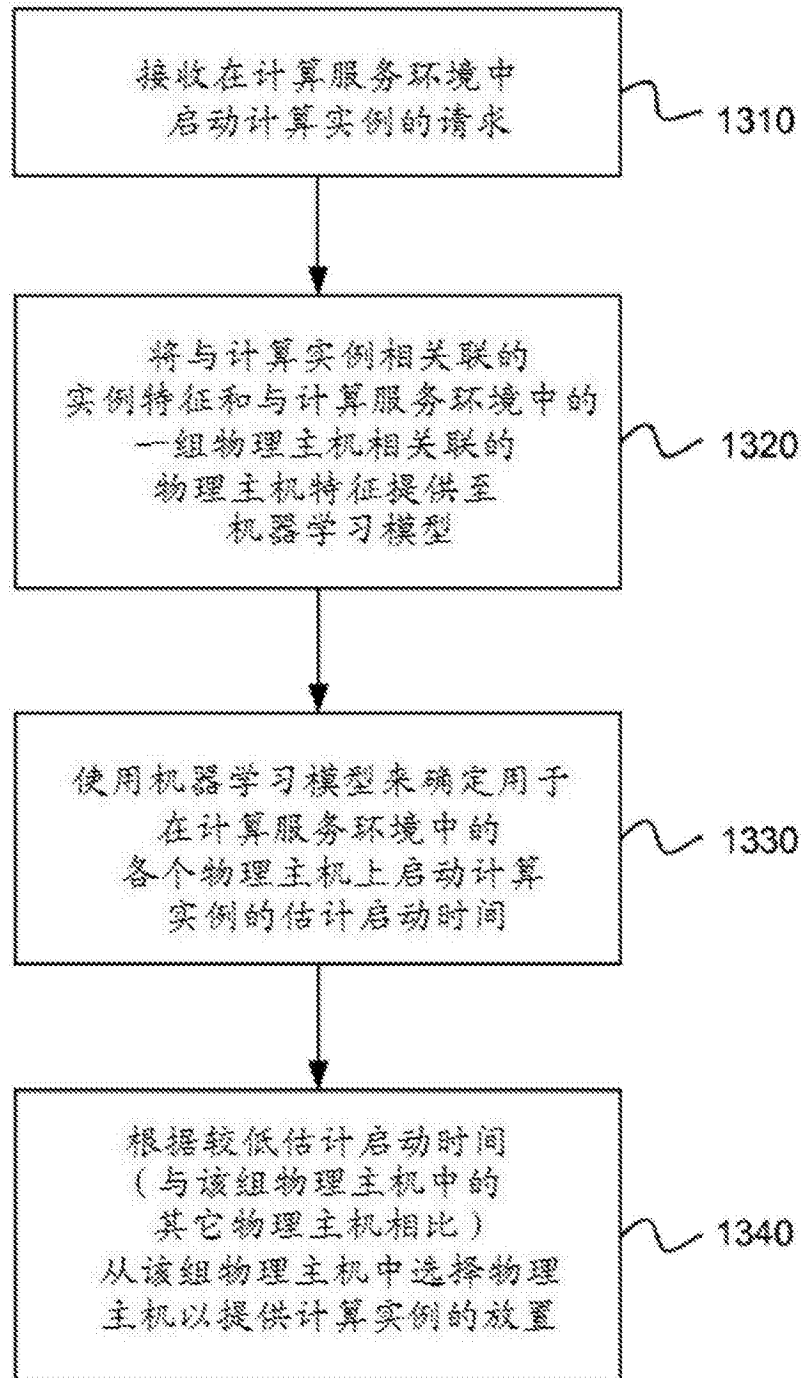 接收在计算服务环境中
启动计算实例的请求
1310
将与计算实例相关联的
实例特征和与计算服务环境中的
一组物理主机相关联的
物理主机特征提供至
机器学习模型
1320
使用机器学习模型来确定用于
在计算服务环境中的
各个物理主机上启动计算
实例的估计启动时间
1330
根据较低估计启动时间
(与该组物理主机中的
其它物理主机相比)
从该组物理主机中选择物理
主机以提供计算实例的放置
1340